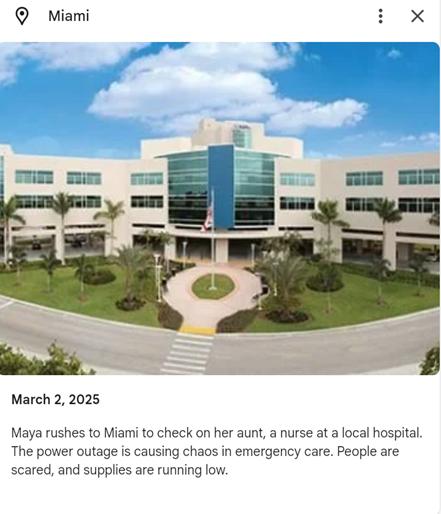 Miami
March 2, 2025
Maya rushes to Miami to check on her aunt, a nurse at a local hospital.
The power outage is causing chaos in emergency care. People are
scared, and supplies are running low.